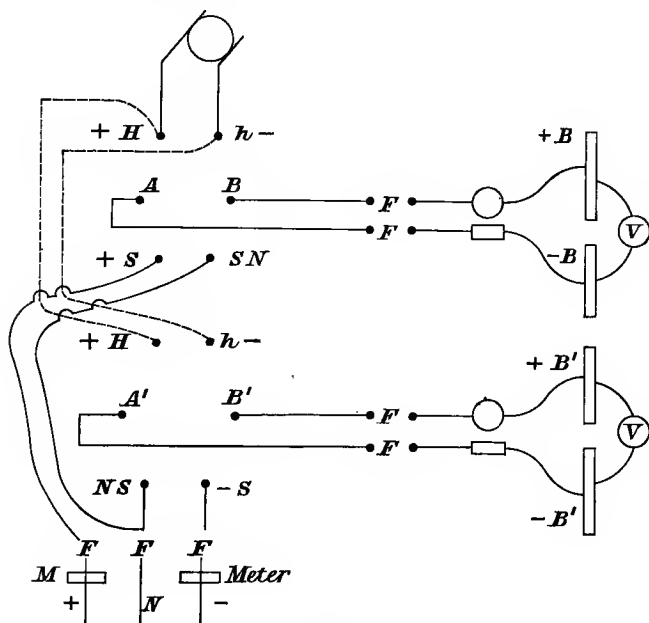 + H h -
+ B
A B F
F V
+ S SN - B
+ H h -
+ B'
A' B' F V
F
NS - S
- B'
F F F
M Meter
+ N -